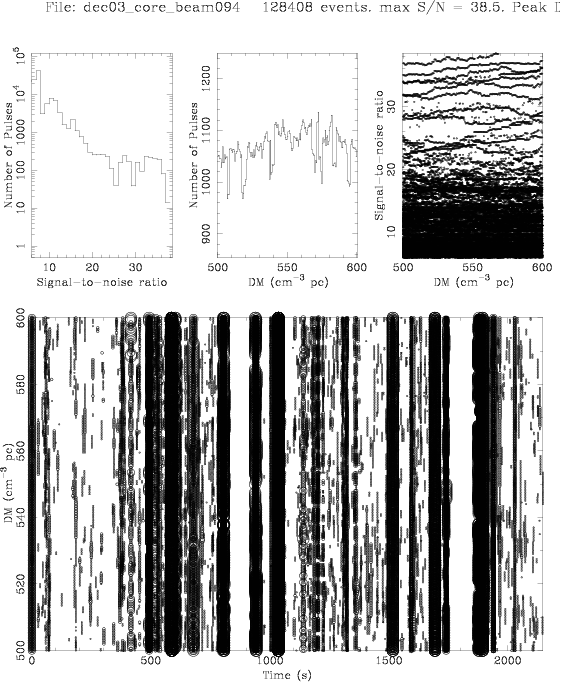 File: dec03_core_beam094 128408 events. max S/N = 38.5. Peak D
Number of Pulses
1 10 100 1000 10^4 10^5
10 20 30
Signal-to-noise ratio
Number of Pulses
900 1000 1100 1200
500 550 600
DM (cm^-3 pc)
Signal-to-noise ratio
10 20 30
500 550 600
DM (cm^-3 pc)
DM (cm^-3 pc)
500 520 540 560 580 600
0 500 1000 1500 2000
Time (s)